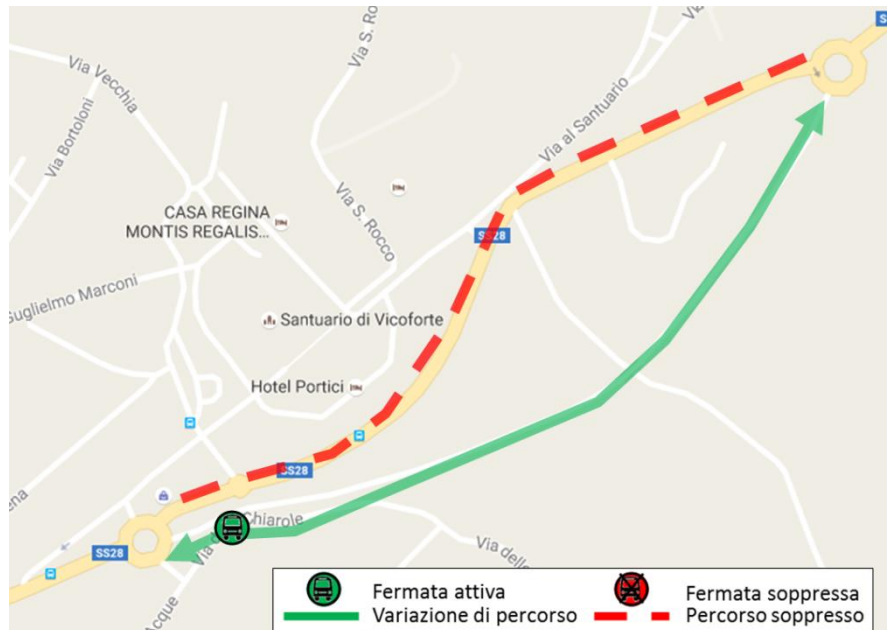 S
Via Vecchia
Via S. Ro
Via Bortoloni
Via al Santuario
CASA REGINA
MONTIS REGALIS...
Via S. Rocco
SS28
Guglielmo Marconi
Santuario di Vicoforte
Hotel Portici
SS28
ena
Chiarole
Via d
SS28
Via delle
Acque
Fermata attiva
Fermata soppressa
Variazione di percorso
Percorso soppresso